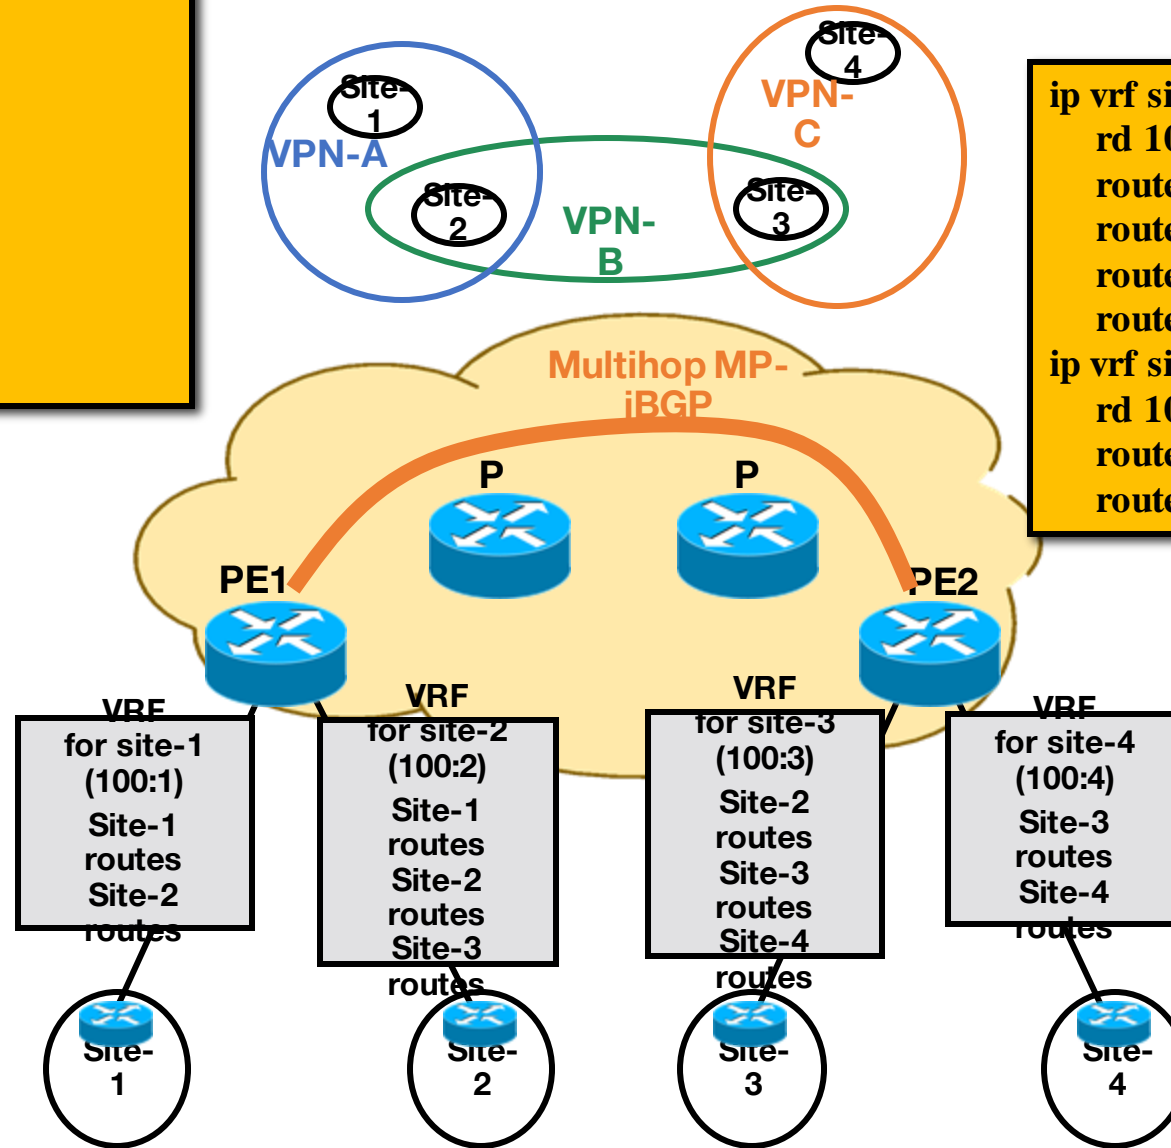 Site-
4
Site-
1
VPN-
C
VPN-A
Site-
2
Site-
3
VPN-
B
ip vrf si
rd 10
route
route
route
route
ip vrf si
rd 10
route
route
Multihop MP-
iBGP
P
P
PE1
PE2
VRF
for site-1
(100:1)
Site-1
routes
Site-2
routes
VRF
for site-2
(100:2)
Site-1
routes
Site-2
routes
Site-3
routes
VRF
for site-3
(100:3)
Site-2
routes
Site-3
routes
Site-4
routes
VRF
for site-4
(100:4)
Site-3
routes
Site-4
routes
Site-
1
Site-
2
Site-
3
Site-
4